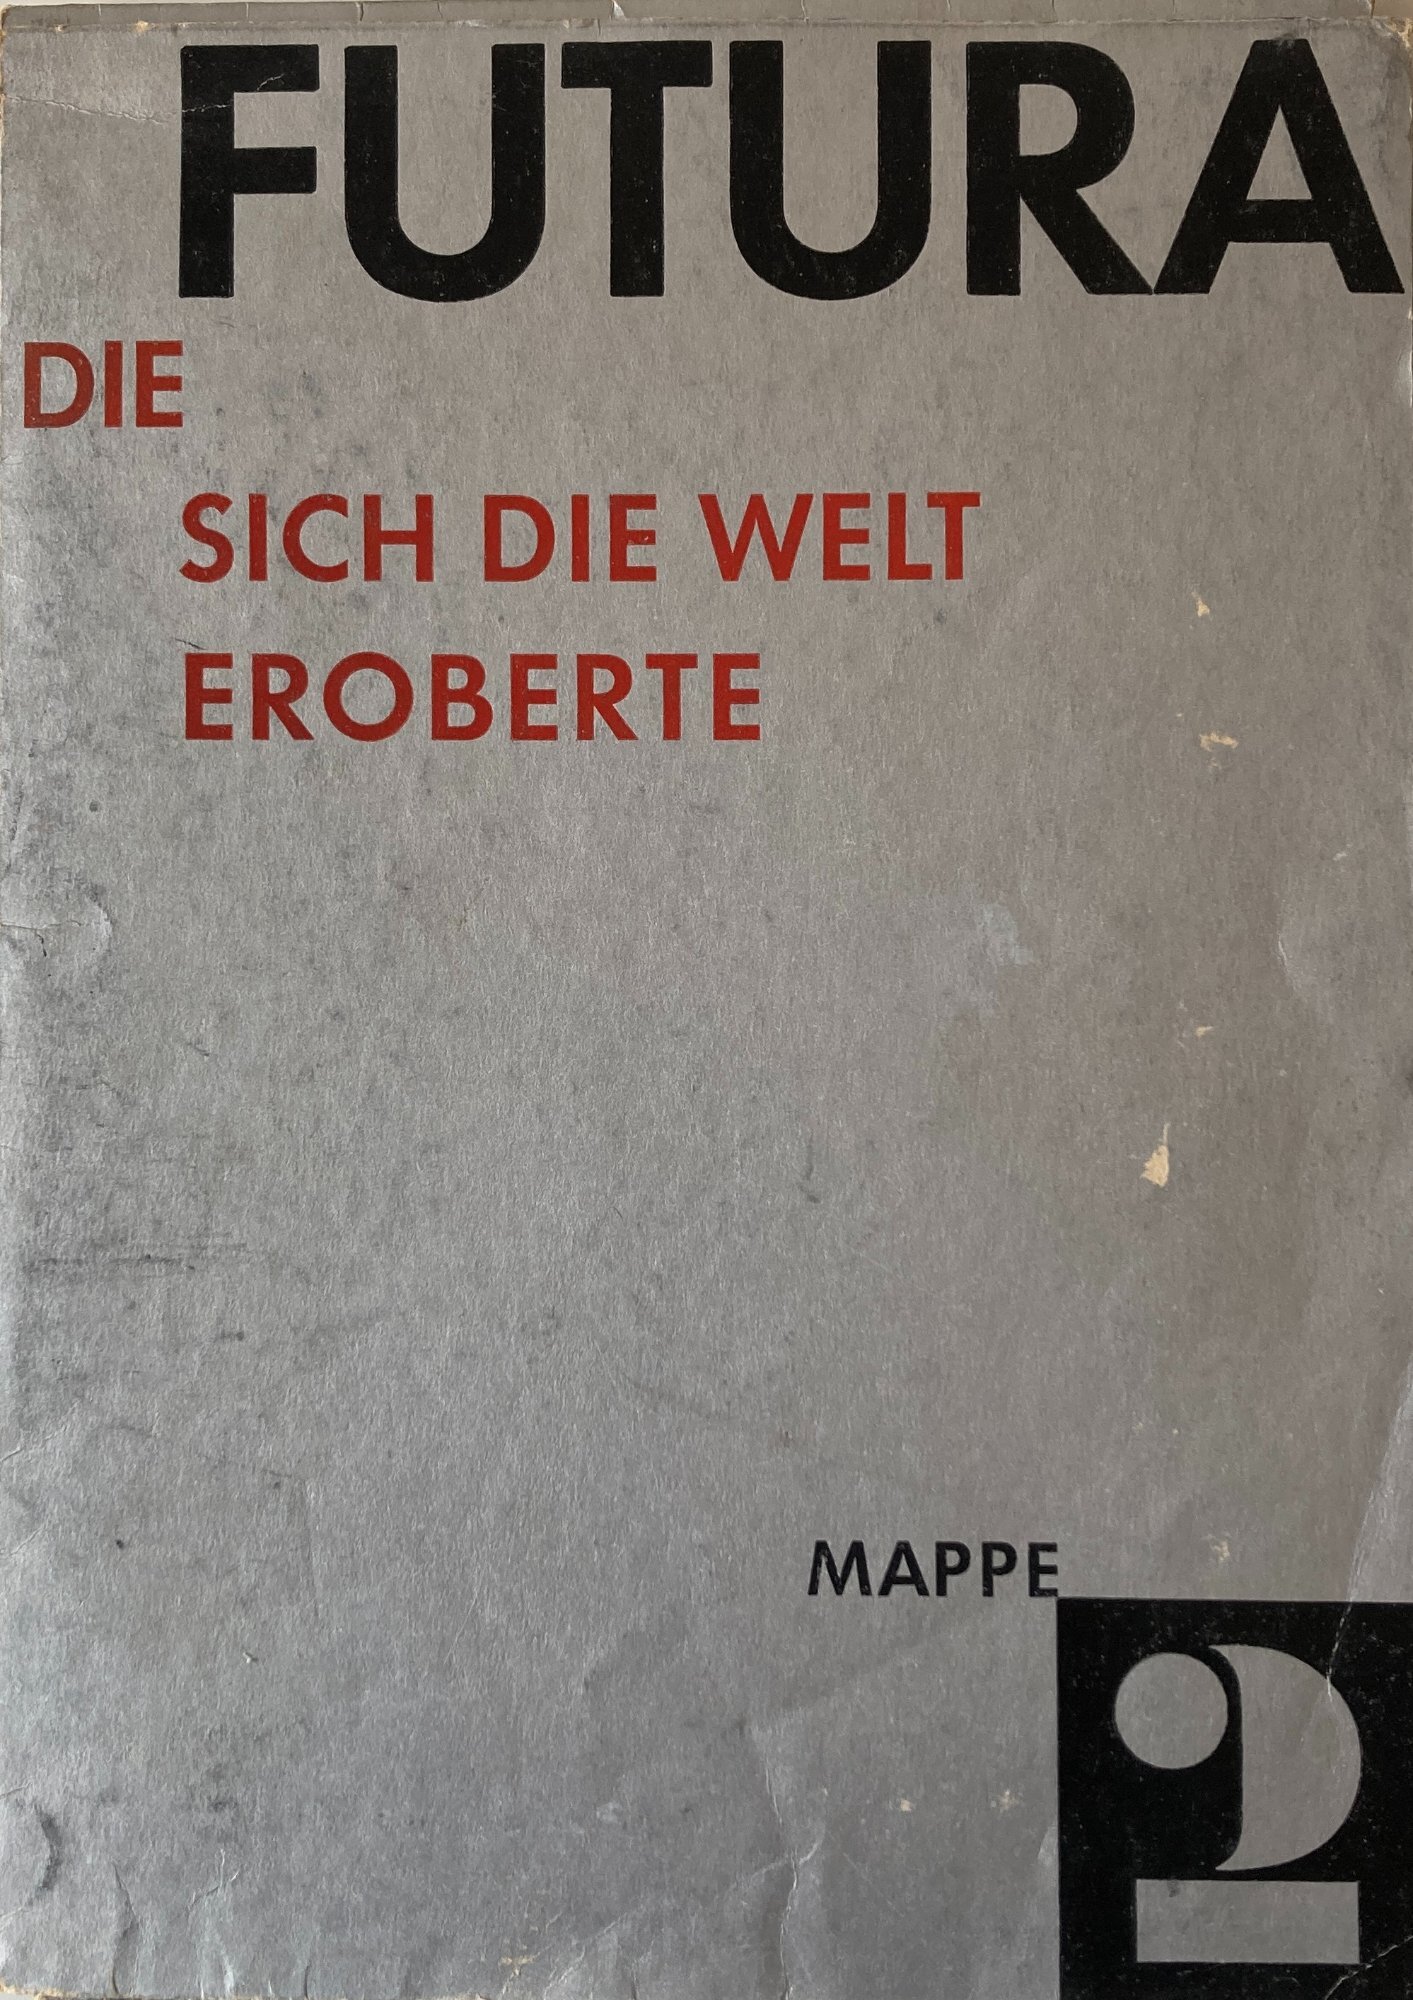 FUTURA
DIE
SICH DIE WELT
EROBERTE
MAPPE
2